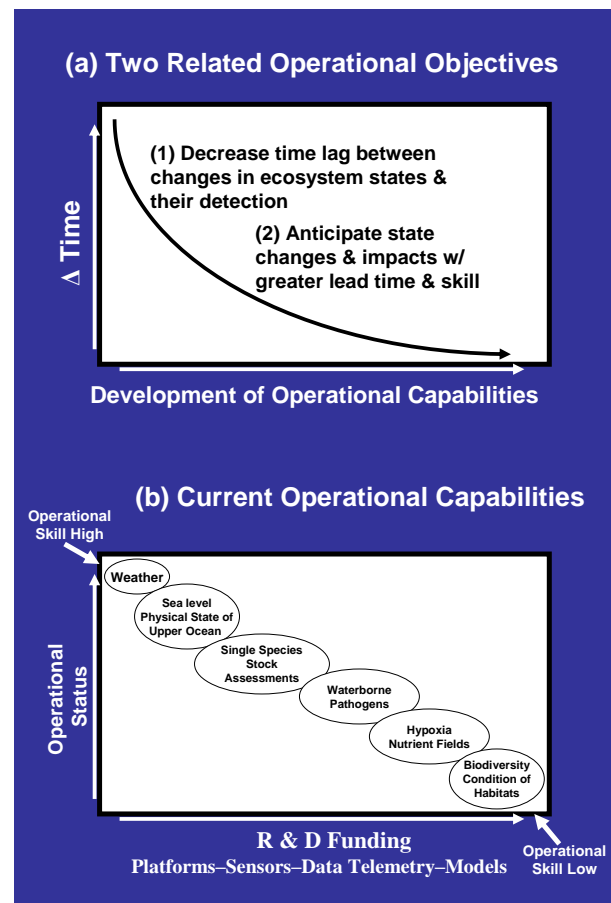 (a) Two Related Operational Objectives
(1) Decrease time lag between
changes in ecosystem states &
their detection
(2) Anticipate state
changes & impacts w/
greater lead time & skill
Δ Time
Development of Operational Capabilities
(b) Current Operational Capabilities
Operational
Skill High
Weather
Sea level
Physical State of
Upper Ocean
Single Species
Stock
Assessments
Waterborne
Pathogens
Hypoxia
Nutrient Fields
Biodiversity
Condition of
Habitats
Operational
Status
R & D Funding
Platforms–Sensors–Data Telemetry–Models
Operational
Skill Low